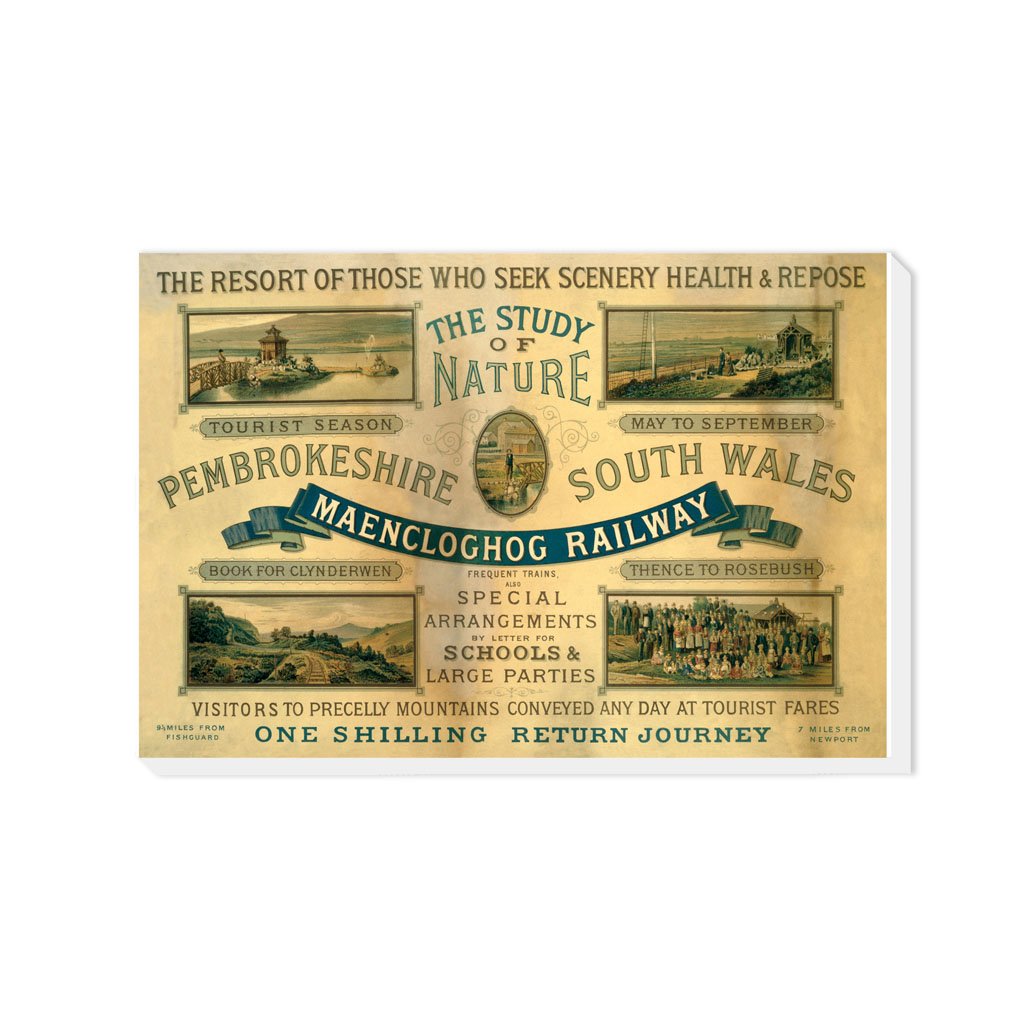 THE RESORT OF THOSE WHO SEEK SCENERY HEALTH & REPOSE
THE STUDY
OF
NATURE
TOURIST SEASON
MAY TO SEPTEMBER
PEMBROKESHIRE
SOUTH WALES
MAENCLOGHOG RAILWAY
BOOK FOR CLYNDERWEN
THENCE TO ROSEBUSH
FREQUENT TRAINS,
ALSO
SPECIAL
ARRANGEMENTS
BY LETTER FOR
SCHOOLS &
LARGE PARTIES
VISITORS TO PRECELLY MOUNTAINS CONVEYED ANY DAY AT TOURIST FARES
9½ MILES FROM
FISHGUARD
ONE SHILLING RETURN JOURNEY
7 MILES FROM
NEWPORT